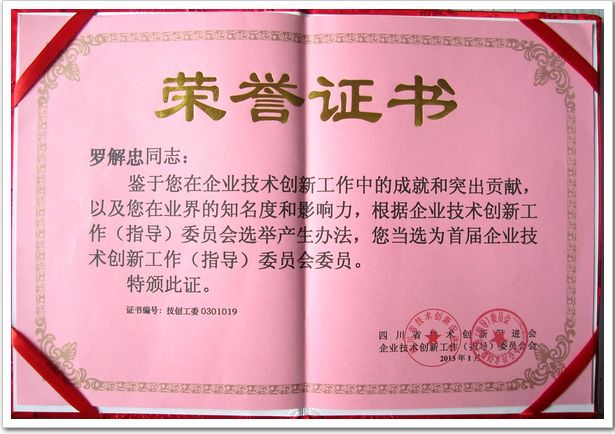 荣誉证书
罗解忠同志：
鉴于您在企业技术创新工作中的成就和突出贡献，
以及您在业界的知名度和影响力，根据企业技术创新工
作（指导）委员会选举产生办法，您当选为首届企业技
术创新工作（指导）委员会委员。
特颁此证。
证书编号：技创工委 0301019
四川省技术创新促进会
企业技术创新工作（指导）委员会
2013年1月